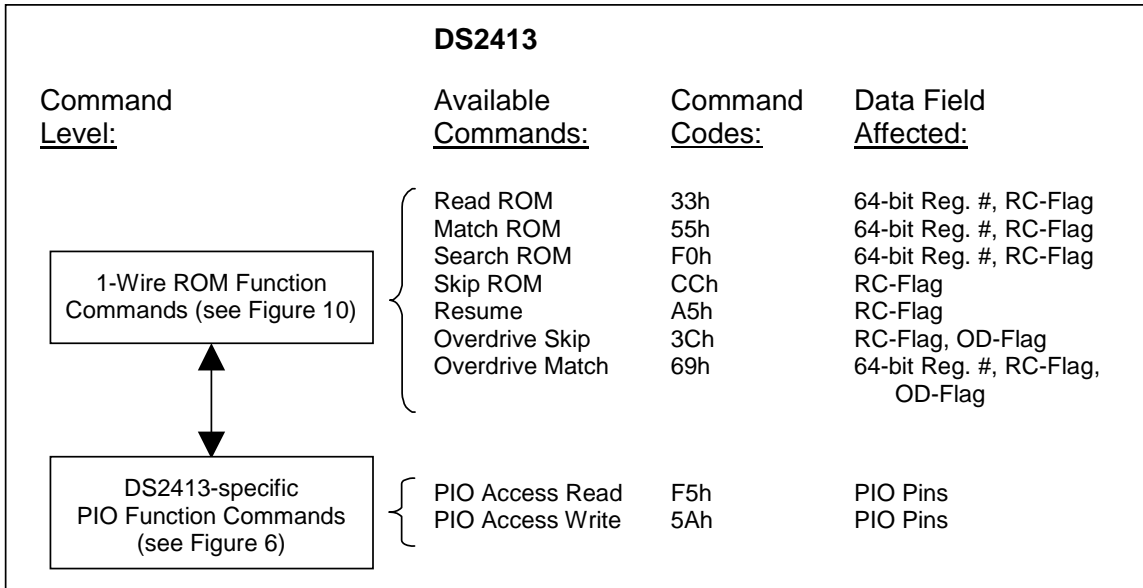 DS2413
Command Level:
Available Commands:
Command Codes:
Data Field Affected:
1-Wire ROM Function
Commands (see Figure 10)
Read ROM 33h 64-bit Reg. #, RC-Flag
Match ROM 55h 64-bit Reg. #, RC-Flag
Search ROM F0h 64-bit Reg. #, RC-Flag
Skip ROM CCh RC-Flag
Resume A5h RC-Flag
Overdrive Skip 3Ch RC-Flag, OD-Flag
Overdrive Match 69h 64-bit Reg. #, RC-Flag,
OD-Flag
DS2413-specific
PIO Function Commands
(see Figure 6)
PIO Access Read F5h PIO Pins
PIO Access Write 5Ah PIO Pins